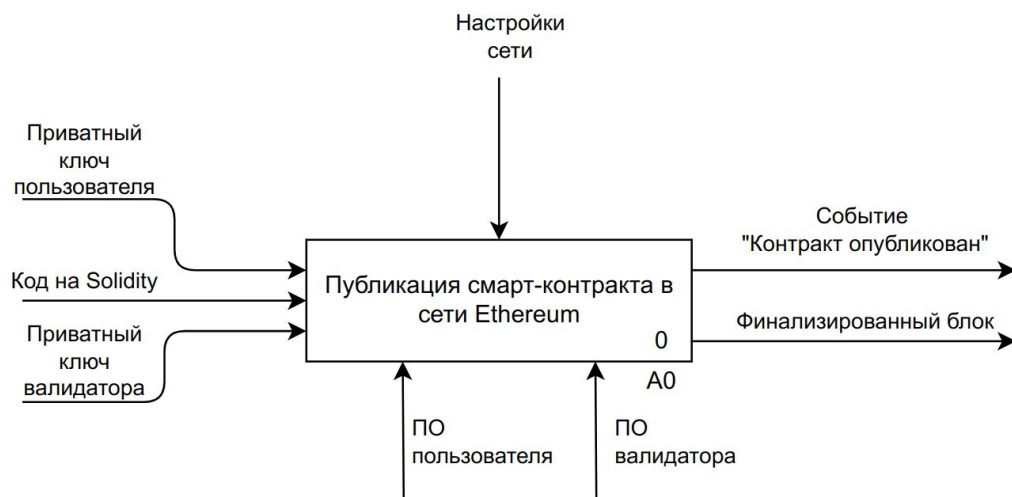 Настройки
сети
Приватный
ключ
пользователя
Код на Solidity
Приватный
ключ
валидатора
Публикация смарт-контракта в
сети Ethereum
0
A0
Событие
"Контракт опубликован"
Финализированный блок
ПО
пользователя
ПО
валидатора